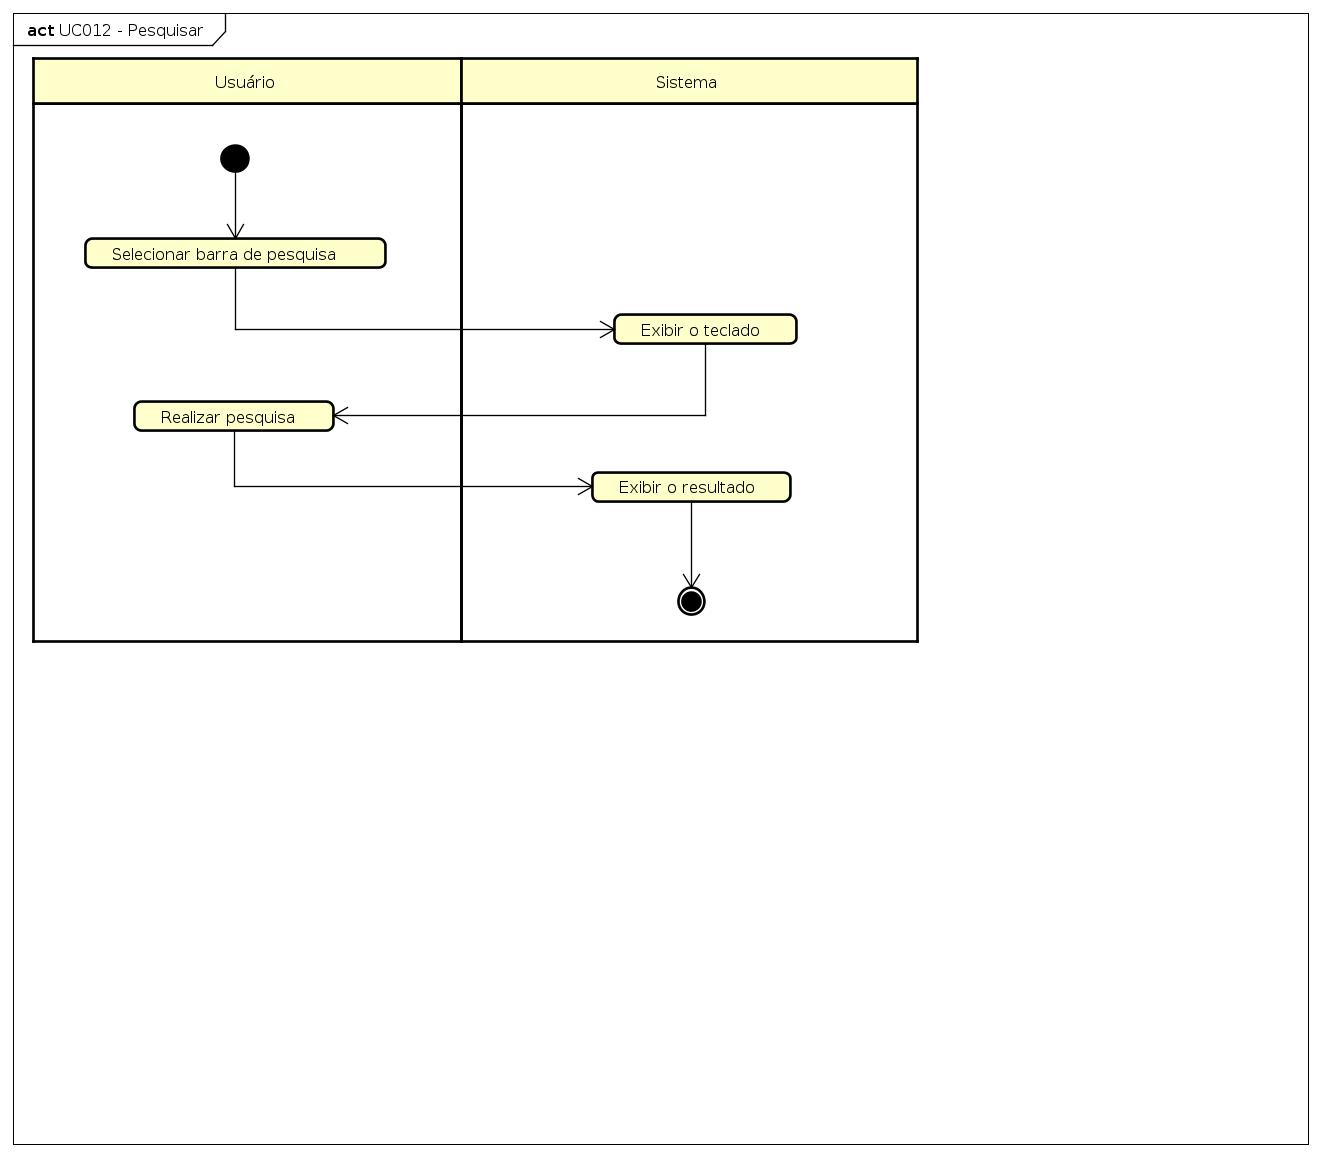 act UC012 - Pesquisar
Usuário
Sistema
Selecionar barra de pesquisa
Exibir o teclado
Realizar pesquisa
Exibir o resultado